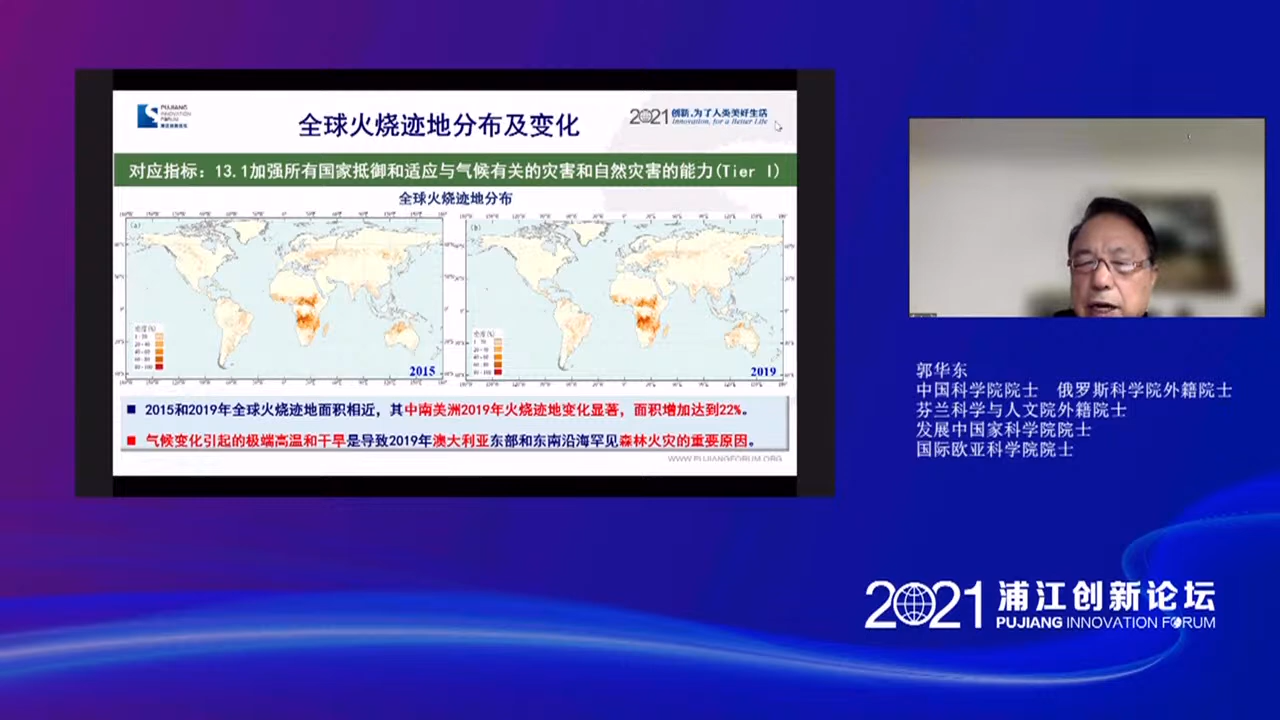 PUJIANG
INNOVATION
FORUM
全球火烧迹地分布及变化
2021 创新，为了人类美好生活
Innovation, for a Better Life
对应指标：13.1加强所有国家抵御和适应与气候有关的灾害和自然灾害的能力(Tier Ⅰ)
全球火烧迹地分布
(a)
(b)
2015
2019
2015和2019年全球火烧迹地面积相近，其中南美洲2019年火烧迹地变化显著，面积增加达到22%。
气候变化引起的极端高温和干旱是导致2019年澳大利亚东部和东南沿海罕见森林火灾的重要原因。
WWW.PUJIANGFORUM.ORG
郭华东
中国科学院院士 俄罗斯科学院外籍院士
芬兰科学与人文院外籍院士
发展中国家科学院院士
国际欧亚科学院院士
2021 浦江创新论坛
PUJIANG INNOVATION FORUM